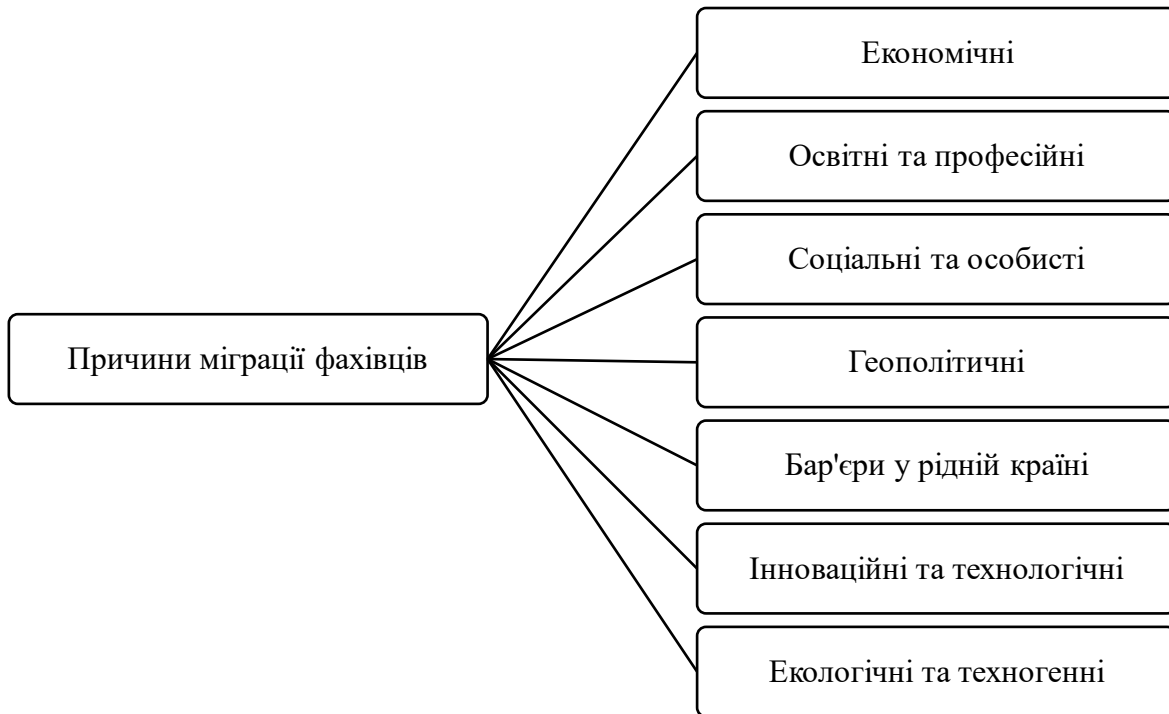 Економічні
Освітні та професійні
Соціальні та особисті
Причини міграції фахівців
Геополітичні
Бар'єри у рідній країні
Інноваційні та технологічні
Екологічні та техногенні